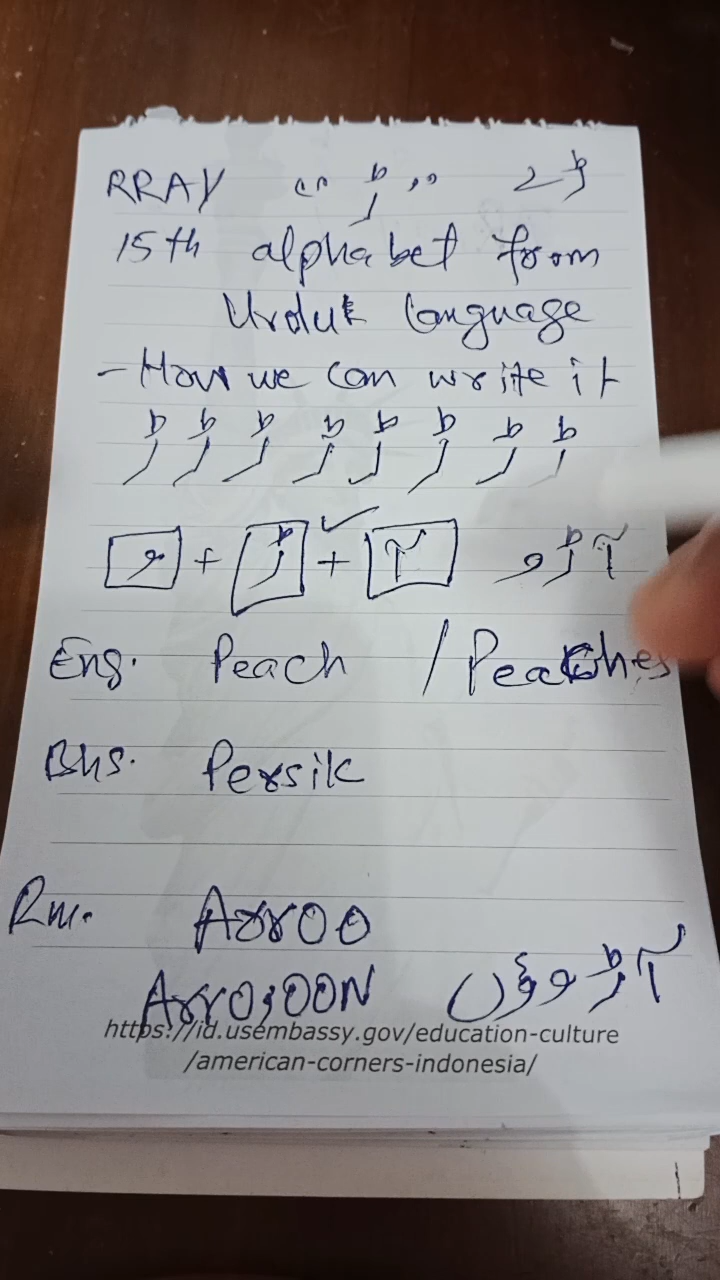 RRAY “ ڑ ” ڑے
15th alphabet from
Urduk language
- How we can write it
ڑ ڑ ڑ ڑ ڑ ڑ ڑ ڑ
و + ڑ + آ آڑو
Eng. Peach / Peaches
Bhs. Persik
Rm. Arroo
Arro,ooN آڑوؤں
https://id.usembassy.gov/education-culture
/american-corners-indonesia/